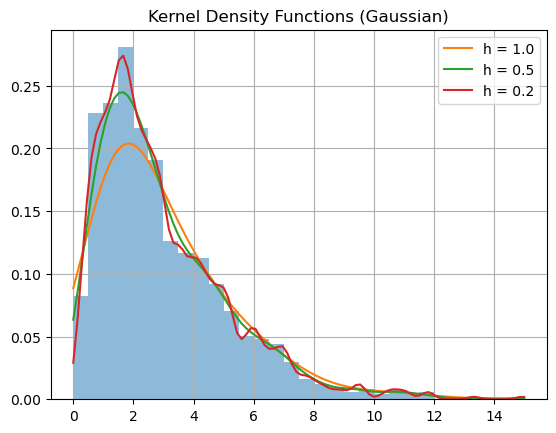 Kernel Density Functions (Gaussian)
h = 1.0
h = 0.5
h = 0.2
0.25
0.20
0.15
0.10
0.05
0.00
0 2 4 6 8 10 12 14